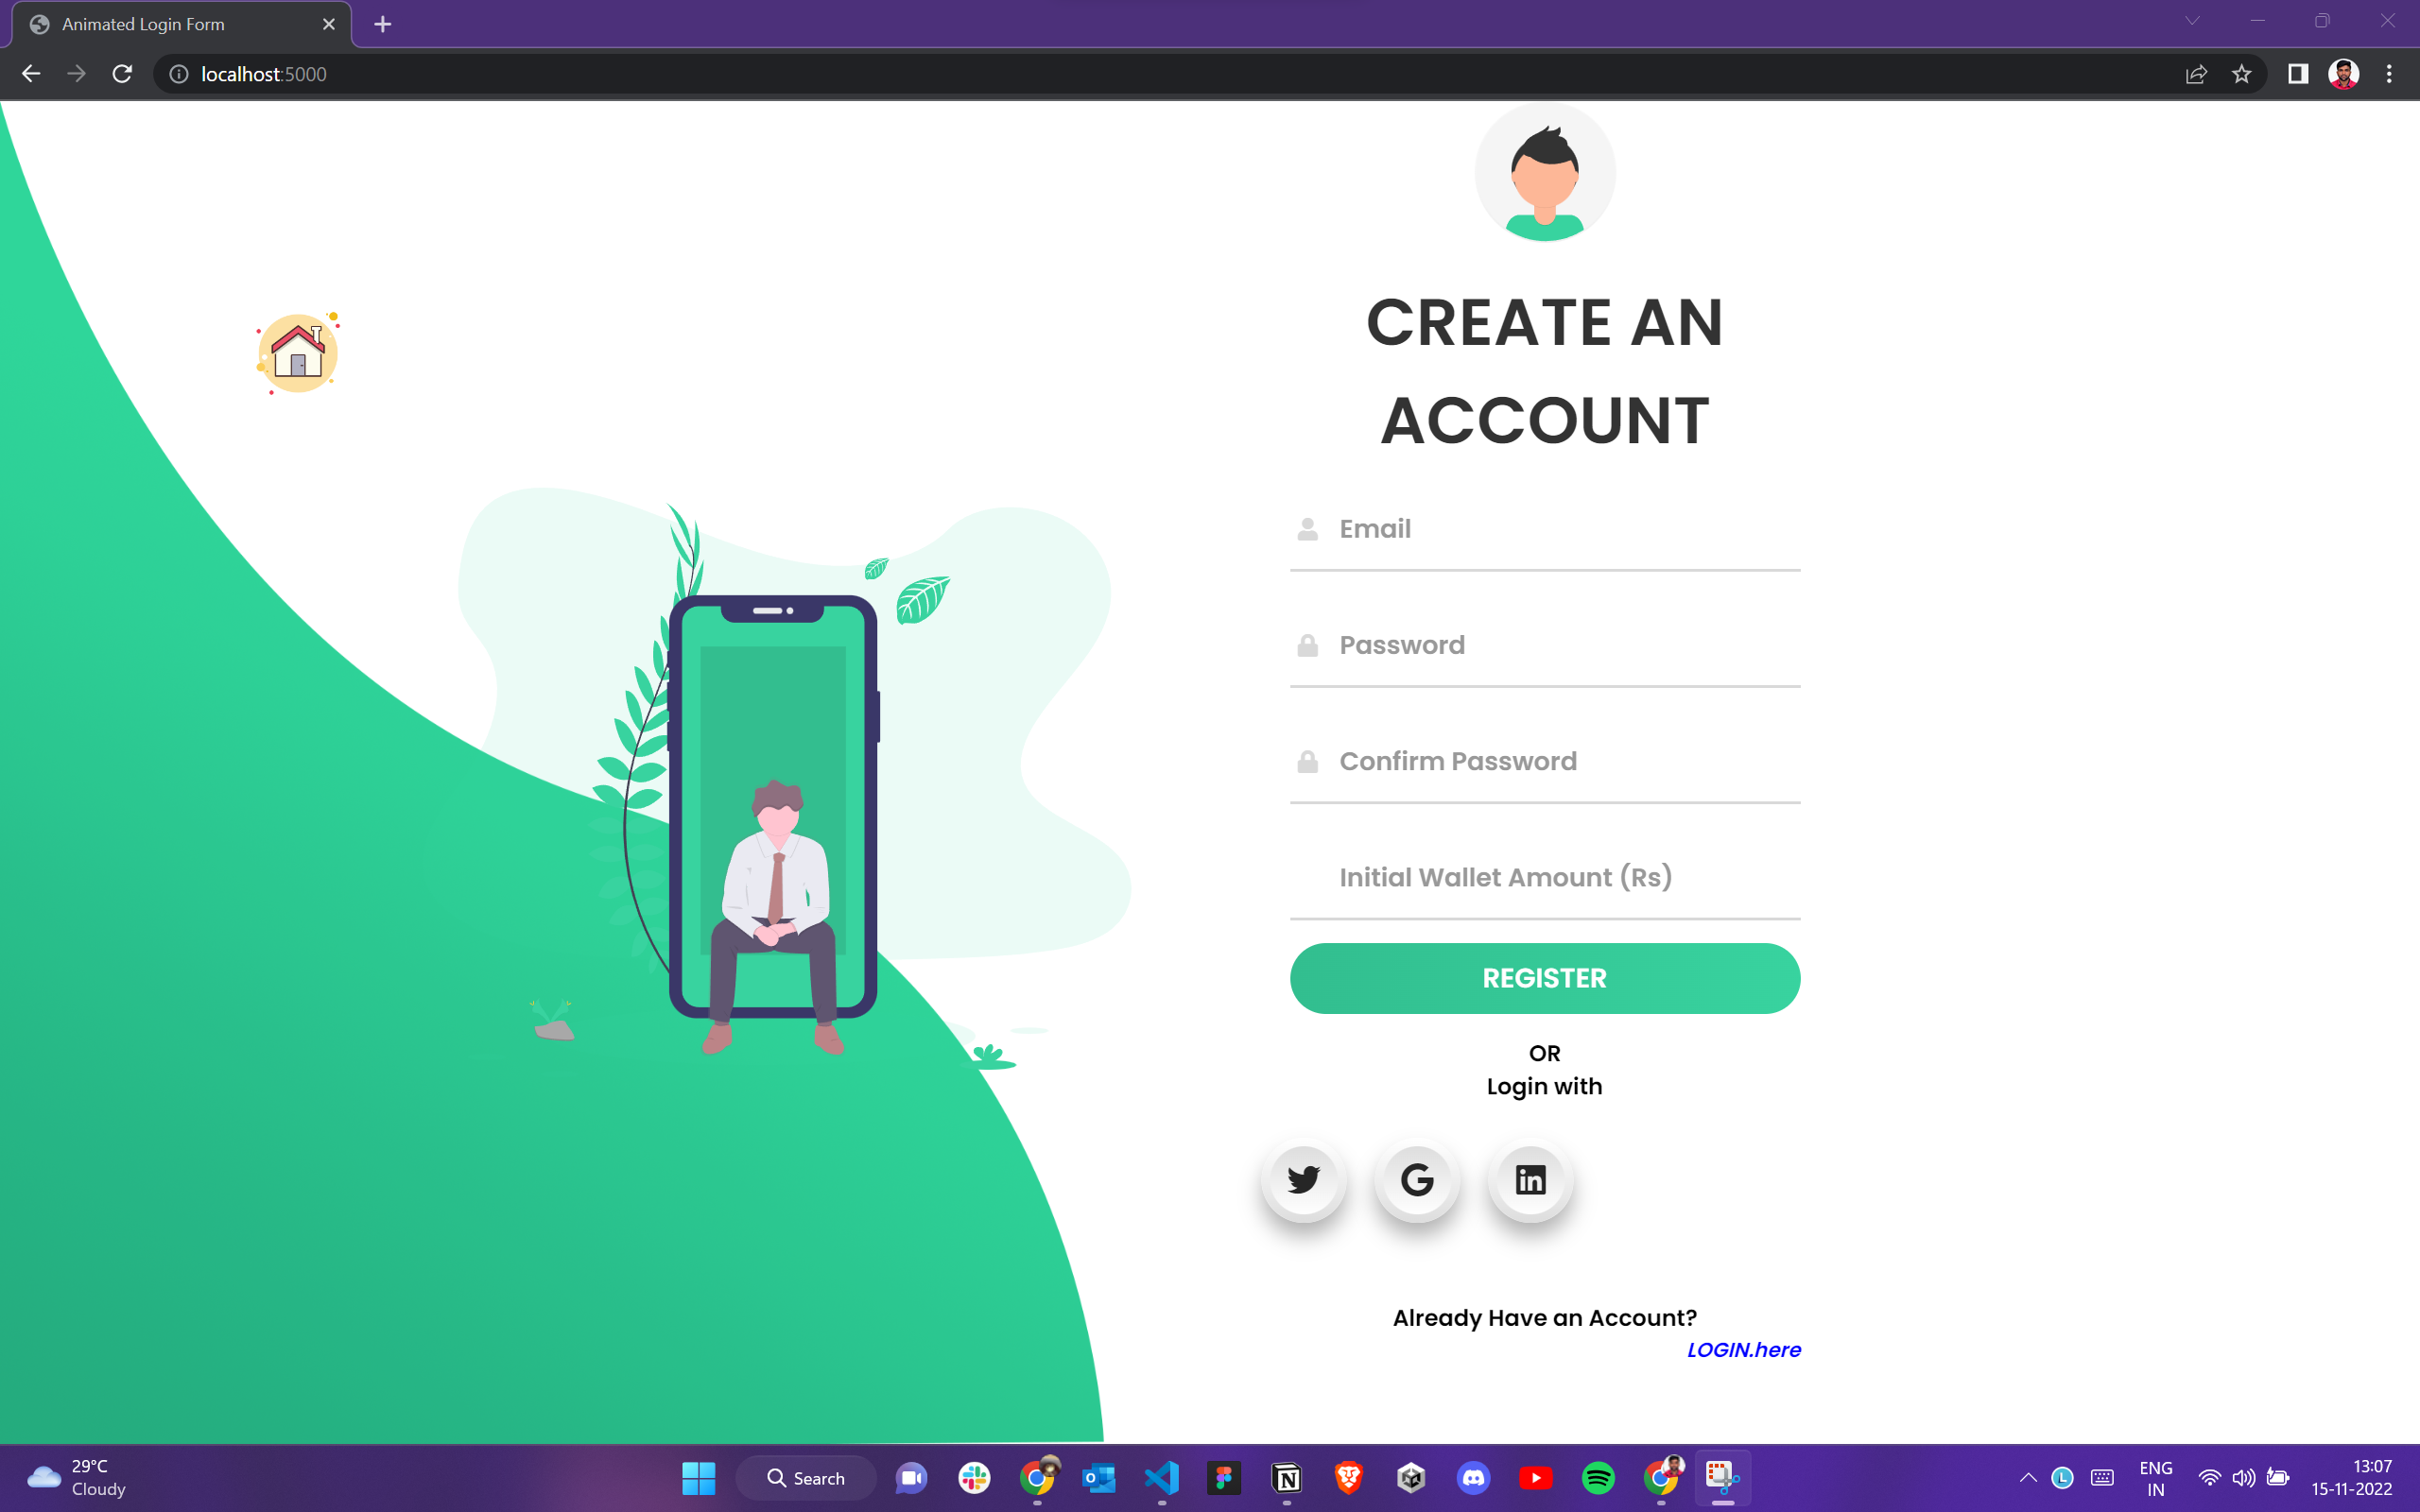 Animated Login Form
localhost:5000
CREATE AN
ACCOUNT
Email
Password
Confirm Password
Initial Wallet Amount (Rs)
REGISTER
OR
Login with
Already Have an Account?
LOGIN.here
29°C
Cloudy
Search
ENG
IN
13:07
15-11-2022